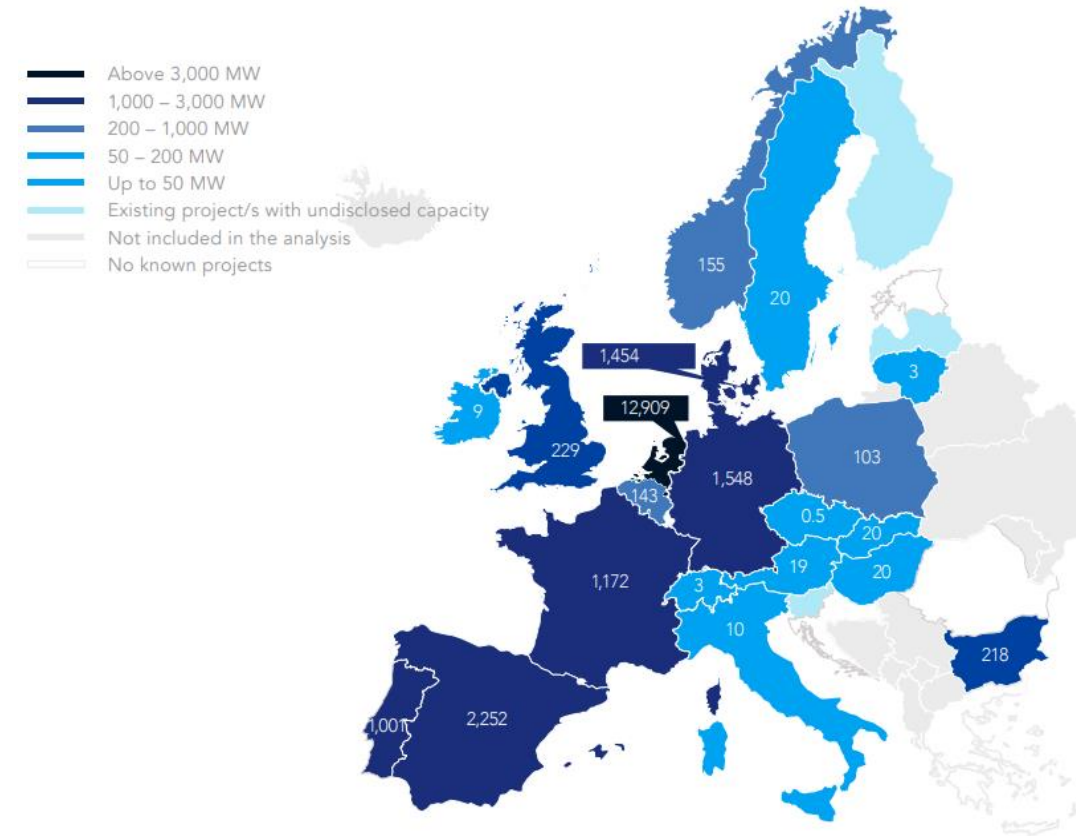 Above 3,000 MW
1,000 – 3,000 MW
200 – 1,000 MW
50 – 200 MW
Up to 50 MW
Existing project/s with undisclosed capacity
Not included in the analysis
No known projects
155
20
1,454
3
12,909
9
229
103
1,548
143
0.5
20
19
20
1,172
3
10
218
1,001
2,252